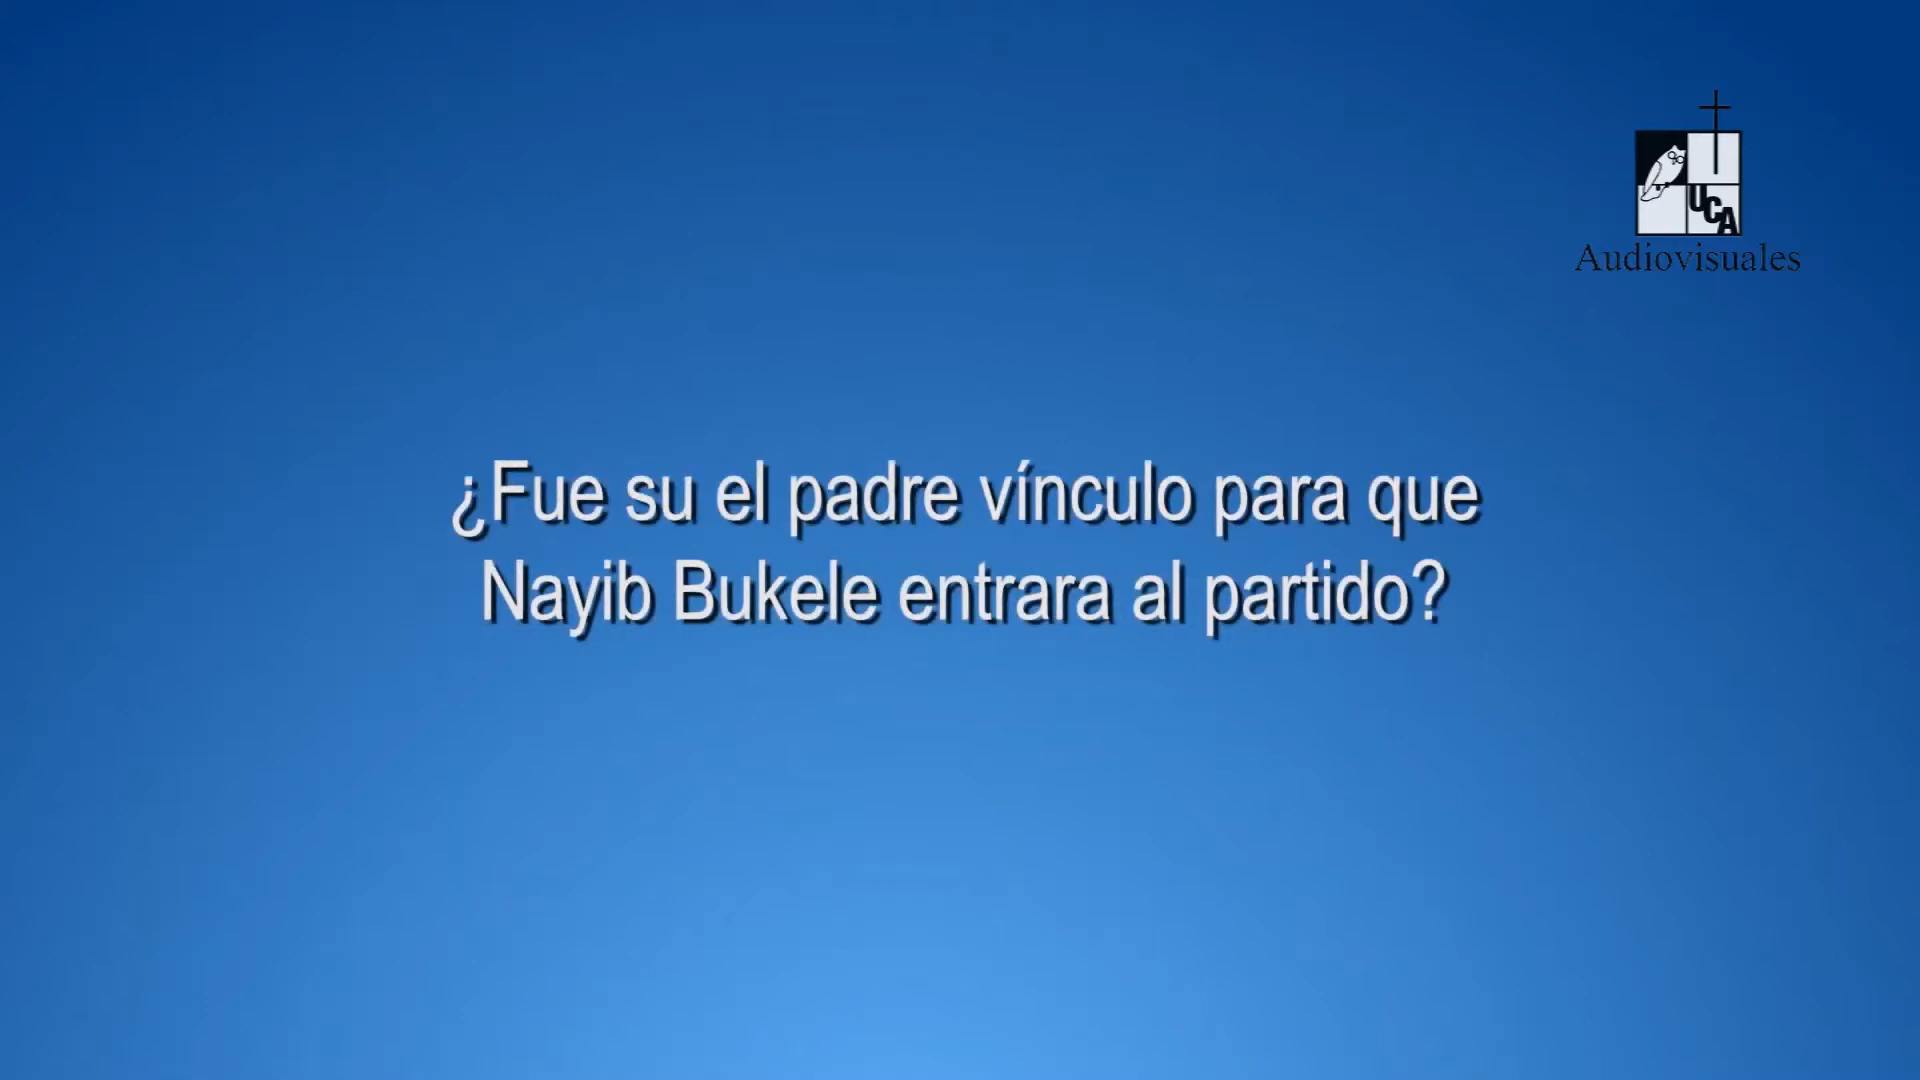 UCA
Audiovisuales
¿Fue su el padre vínculo para que
Nayib Bukele entrara al partido?